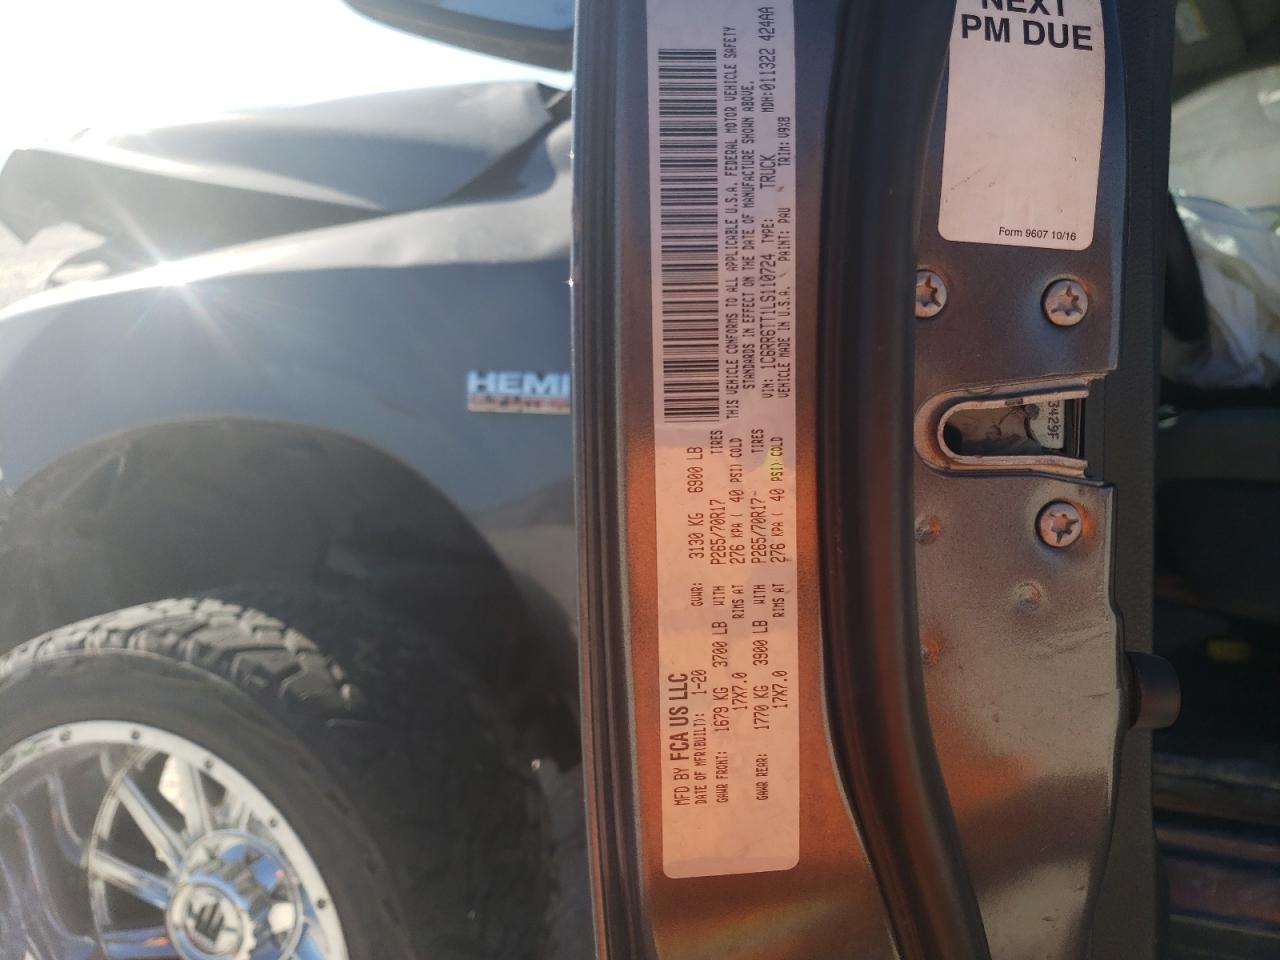 MFD BY FCA US LLC
DATE OF MFR(BUILT): 1-20 GVWR: 3130 KG 6900 LB
GAWR FRONT: 1679 KG 3700 LB WITH P265/70R17 TIRES
17X7.0 RIMS AT 276 KPA ( 40 PSI) COLD
GAWR REAR: 1770 KG 3900 LB WITH P265/70R17 TIRES
17X7.0 RIMS AT 276 KPA ( 40 PSI) COLD
THIS VEHICLE CONFORMS TO ALL APPLICABLE U.S.A. FEDERAL MOTOR VEHICLE SAFETY
STANDARDS IN EFFECT ON THE DATE OF MANUFACTURE SHOWN ABOVE.
VIN: 1C6RR6TT1LS110724 TYPE: TRUCK MDH:011322 424AA
VEHICLE MADE IN U.S.A. PAINT: PAU TRIM: V9X8
NEXT
PM DUE
Form 9607 10/16
HEMI
3429F